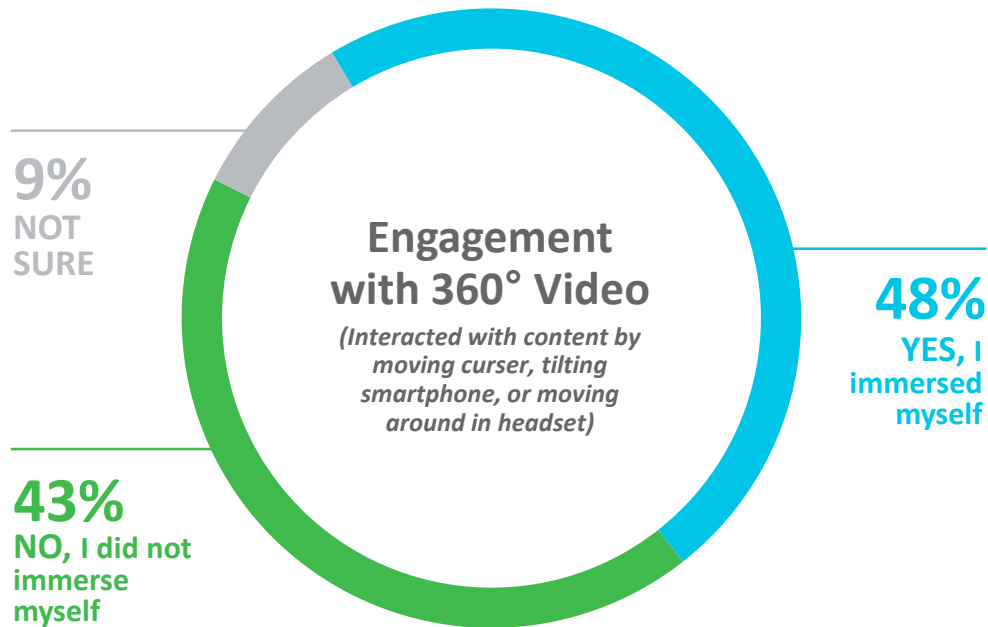 Engagement
with 360° Video
(Interacted with content by
moving curser, tilting
smartphone, or moving
around in headset)
9%
NOT
SURE
48%
YES, I
immersed
myself
43%
NO, I did not
immerse
myself